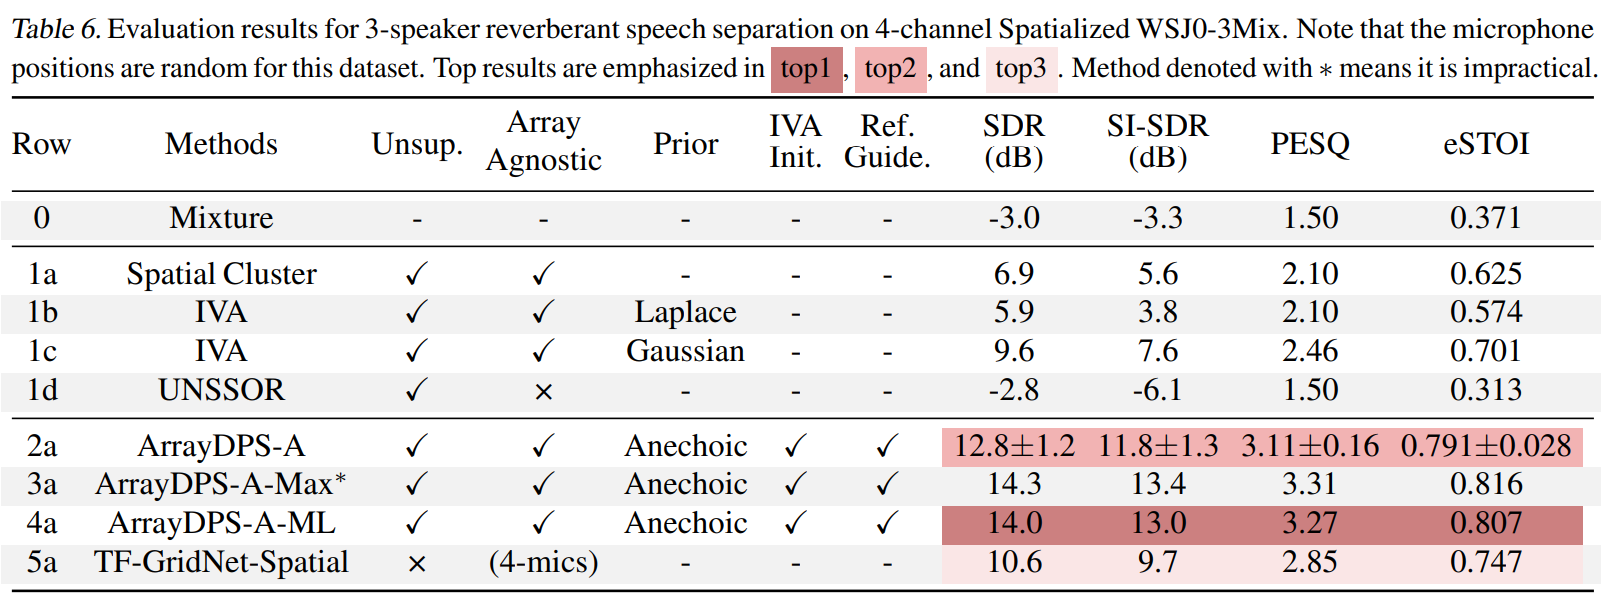 Table 6. Evaluation results for 3-speaker reverberant speech separation on 4-channel Spatialized WSJ0-3Mix. Note that the microphone
positions are random for this dataset. Top results are emphasized in top1, top2, and top3. Method denoted with * means it is impractical.
Row Methods Unsup. Array Agnostic Prior IVA Init. Ref. Guide. SDR (dB) SI-SDR (dB) PESQ eSTOI
0 Mixture - - - - - -3.0 -3.3 1.50 0.371
1a Spatial Cluster ✓ ✓ - - - 6.9 5.6 2.10 0.625
1b IVA ✓ ✓ Laplace - - 5.9 3.8 2.10 0.574
1c IVA ✓ ✓ Gaussian - - 9.6 7.6 2.46 0.701
1d UNSSOR ✓ × - - - -2.8 -6.1 1.50 0.313
2a ArrayDPS-A ✓ ✓ Anechoic ✓ ✓ 12.8±1.2 11.8±1.3 3.11±0.16 0.791±0.028
3a ArrayDPS-A-Max* ✓ ✓ Anechoic ✓ ✓ 14.3 13.4 3.31 0.816
4a ArrayDPS-A-ML ✓ ✓ Anechoic ✓ ✓ 14.0 13.0 3.27 0.807
5a TF-GridNet-Spatial × (4-mics) - - - 10.6 9.7 2.85 0.747